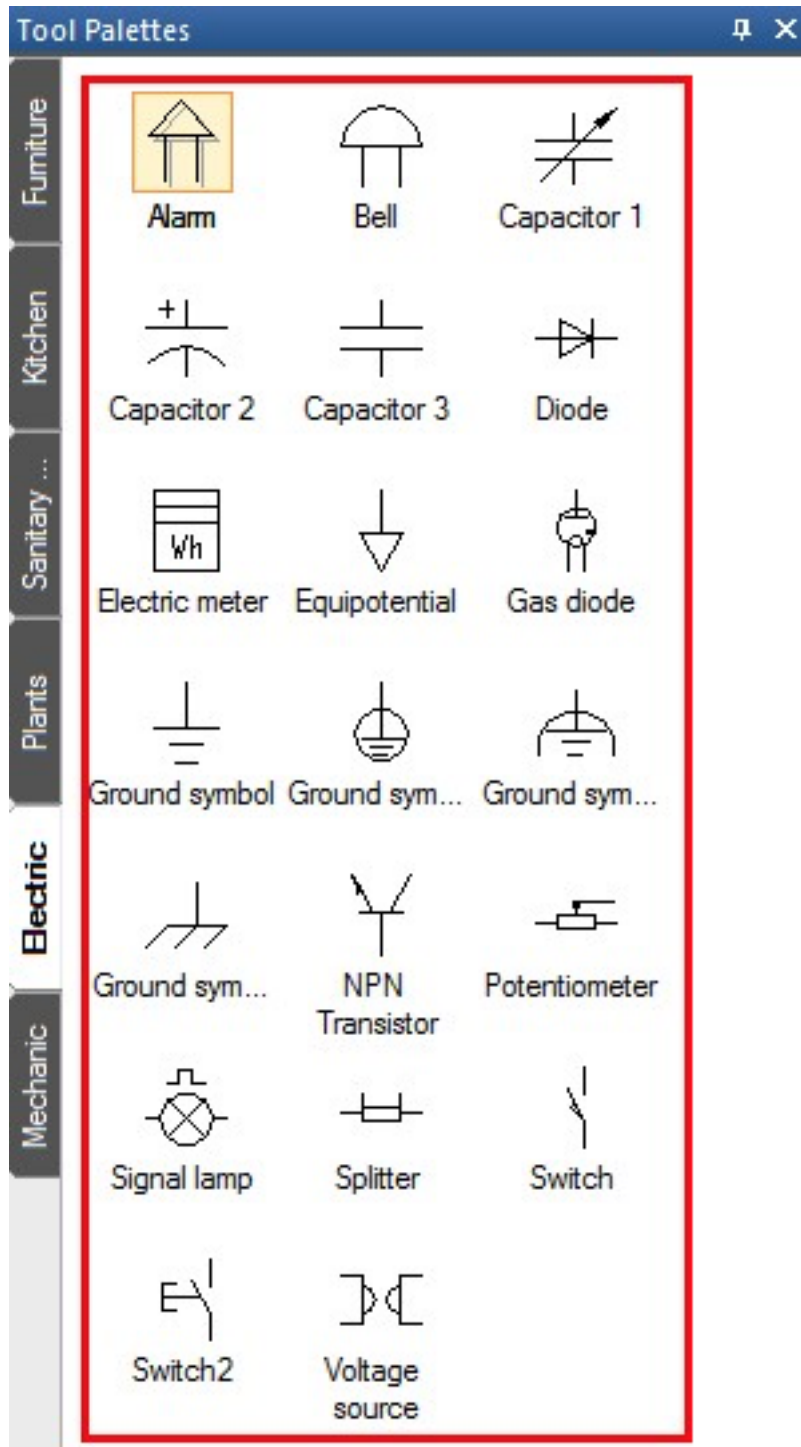 Tool Palettes
Furniture
Kitchen
Sanitary ...
Plants
Electric
Mechanic
Alarm
Bell
Capacitor 1
+
Capacitor 2
Capacitor 3
Diode
Wh
Electric meter
Equipotential
Gas diode
Ground symbol
Ground sym...
Ground sym...
Ground sym...
NPN
Transistor
Potentiometer
Signal lamp
Splitter
Switch
Switch2
Voltage
source